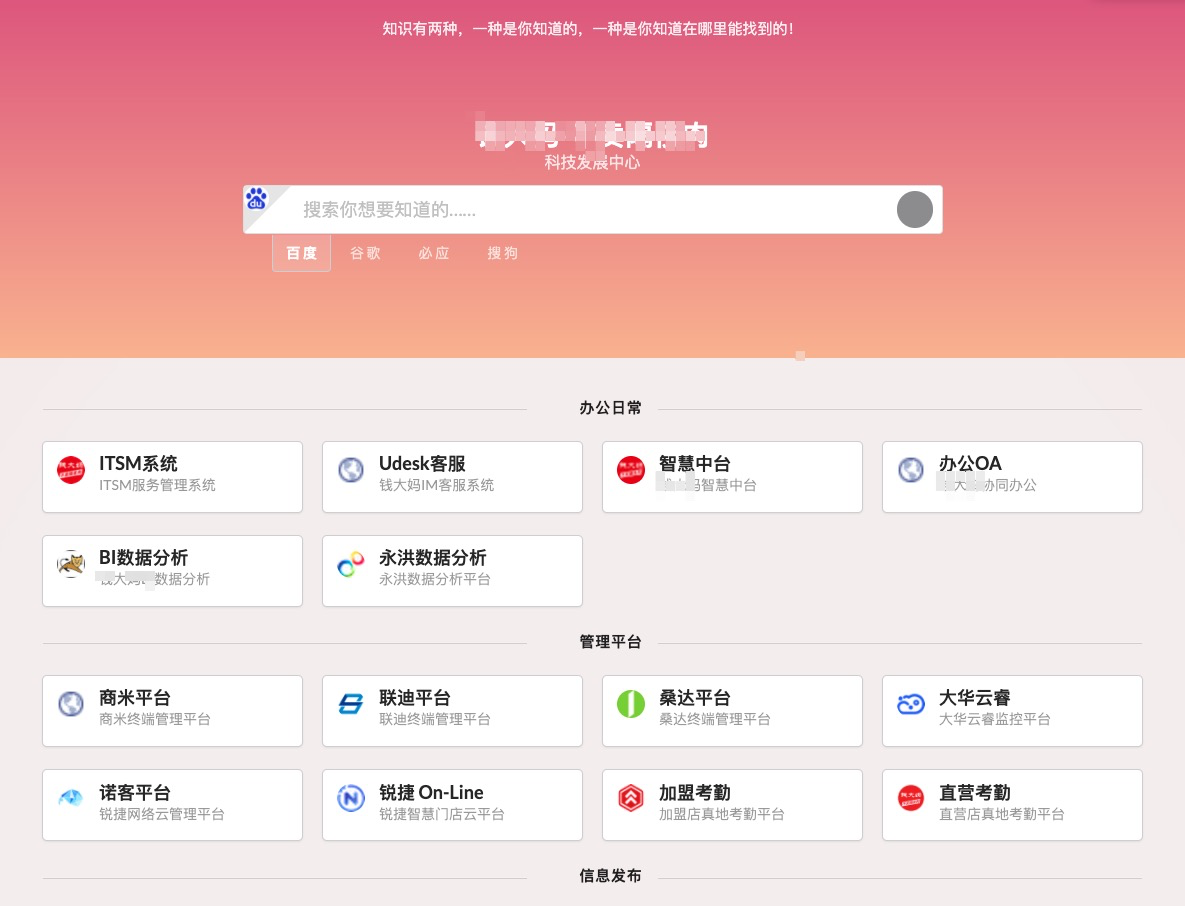 知识有两种，一种是你知道的，一种是你知道在哪里能找到的！
科技发展中心
du
搜索你想要知道的......
百度 谷歌 必应 搜狗
办公日常
ITSM系统
ITSM服务管理系统
Udesk客服
钱大妈IM客服系统
智慧中台
智慧中台
办公OA
协同办公
BI数据分析
数据分析
永洪数据分析
永洪数据分析平台
管理平台
商米平台
商米终端管理平台
联迪平台
联迪终端管理平台
桑达平台
桑达终端管理平台
大华云睿
大华云睿监控平台
诺客平台
锐捷网络云管理平台
锐捷 On-Line
锐捷智慧门店云平台
加盟考勤
加盟店真地考勤平台
直营考勤
直营店真地考勤平台
信息发布